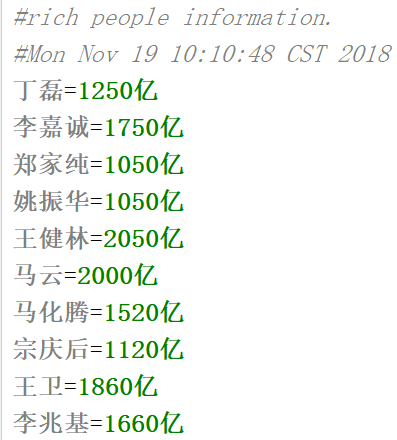 #rich people information.
#Mon Nov 19 10:10:48 CST 2018
丁磊=1250亿
李嘉诚=1750亿
郑家纯=1050亿
姚振华=1050亿
王健林=2050亿
马云=2000亿
马化腾=1520亿
宗庆后=1120亿
王卫=1860亿
李兆基=1660亿